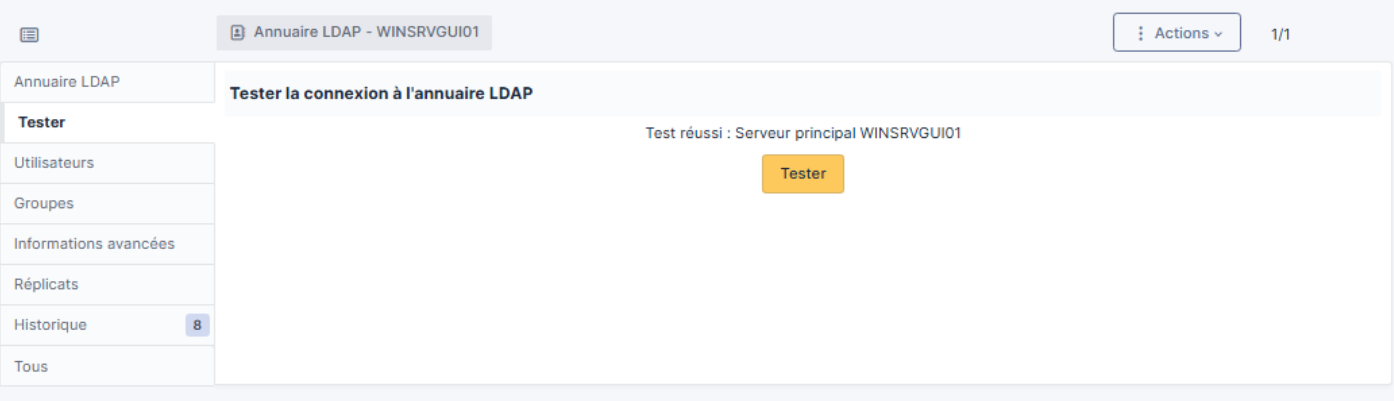 Annuaire LDAP - WINSRVGUI01
Actions
1/1
Annuaire LDAP
Tester
Utilisateurs
Groupes
Informations avancées
Réplicats
Historique 8
Tous
Tester la connexion à l'annuaire LDAP
Test réussi : Serveur principal WINSRVGUI01
Tester